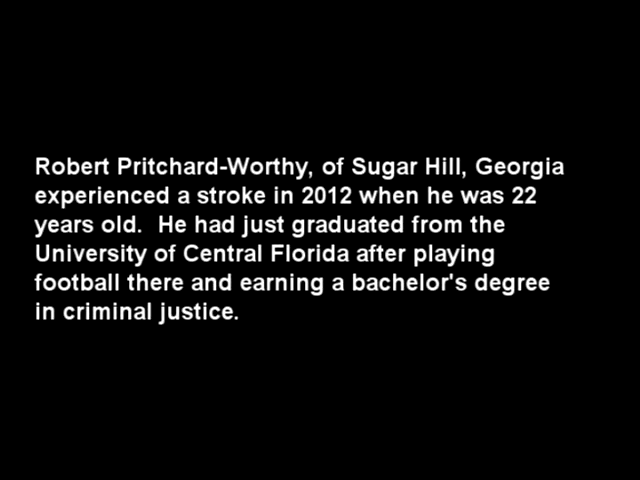 Robert Pritchard-Worthy, of Sugar Hill, Georgia
experienced a stroke in 2012 when he was 22
years old.  He had just graduated from the
University of Central Florida after playing
football there and earning a bachelor's degree
in criminal justice.